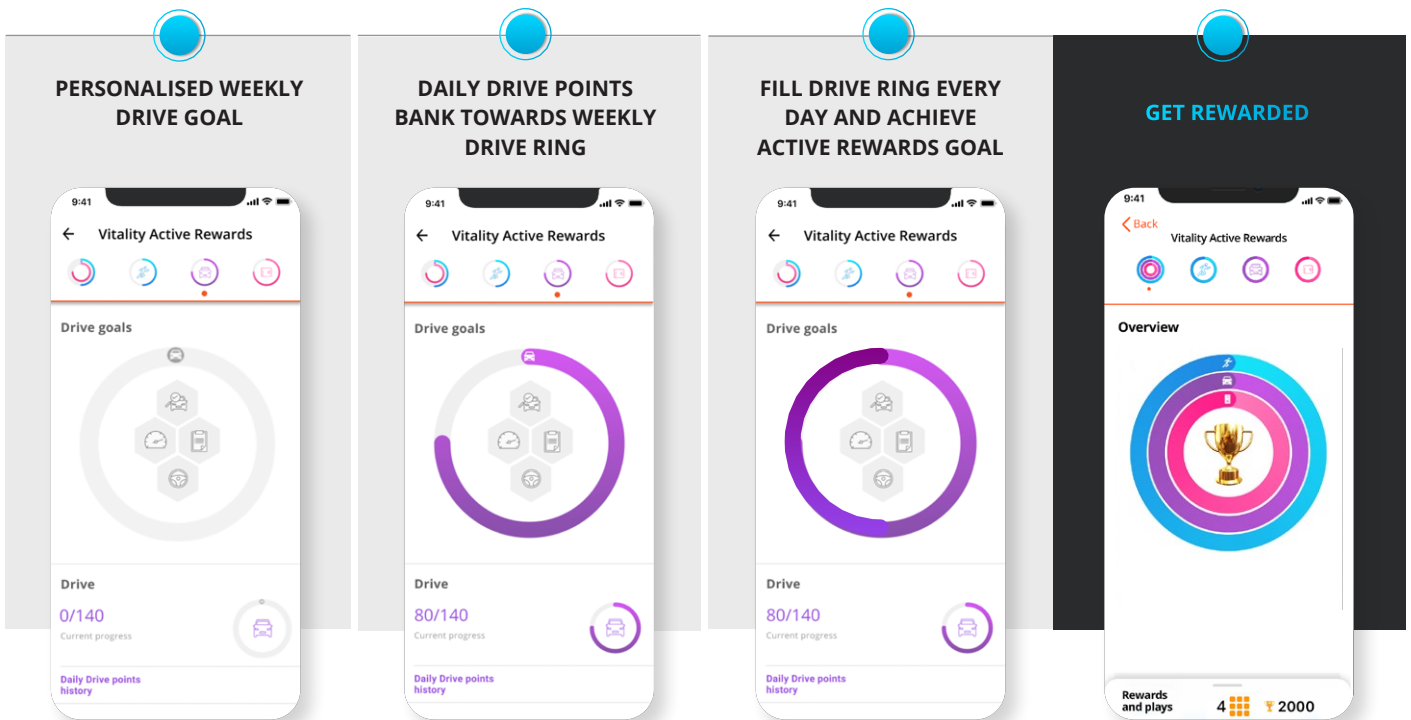 PERSONALISED WEEKLY
DRIVE GOAL
9:41
Vitality Active Rewards
Drive goals
Drive
0/140
Current progress
Daily Drive points
history
DAILY DRIVE POINTS
BANK TOWARDS WEEKLY
DRIVE RING
9:41
Vitality Active Rewards
Drive goals
Drive
80/140
Current progress
Daily Drive points
history
FILL DRIVE RING EVERY
DAY AND ACHIEVE
ACTIVE REWARDS GOAL
9:41
Vitality Active Rewards
Drive goals
Drive
80/140
Current progress
Daily Drive points
history
GET REWARDED
9:41
Back
Vitality Active Rewards
Overview
Rewards
and plays
4
2000